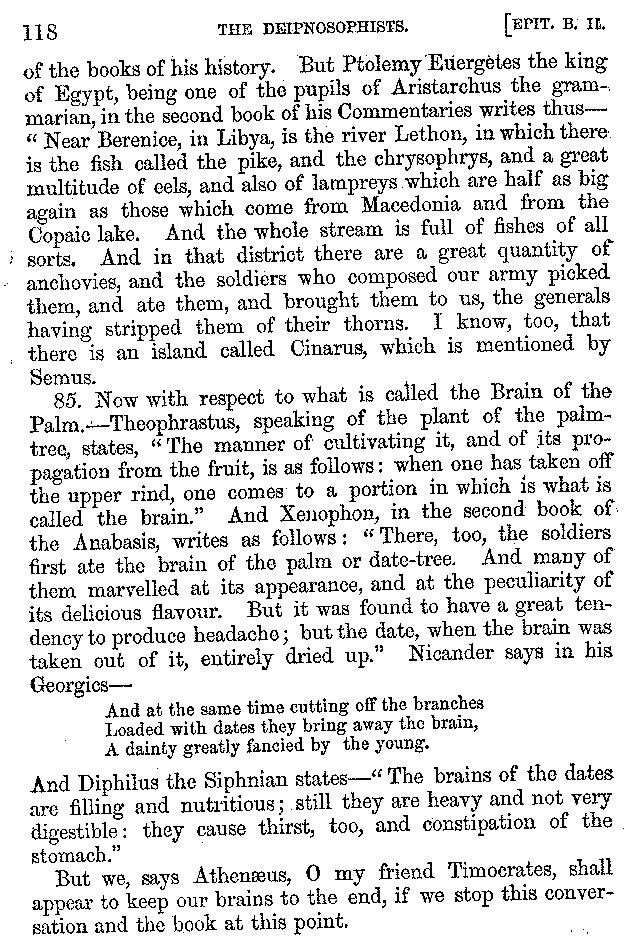 118 THE DEIPNOSOPHISTS. [EPIT. B. II.
of the books of his history. But Ptolemy Euergetes the king
of Egypt, being one of the pupils of Aristarchus the gram-
marian, in the second book of his Commentaries writes thus—
“ Near Berenice, in Libya, is the river Lethon, in which there
is the fish called the pike, and the chrysophrys, and a great
multitude of eels, and also of lampreys which are half as big
again as those which come from Macedonia and from the
Copaic lake. And the whole stream is full of fishes of all
sorts. And in that district there are a great quantity of
anchovies, and the soldiers who composed our army picked
them, and ate them, and brought them to us, the generals
having stripped them of their thorns. I know, too, that
there is an island called Cinarus, which is mentioned by
Semus.
85. Now with respect to what is called the Brain of the
Palm.—Theophrastus, speaking of the plant of the palm-
tree, states, “ The manner of cultivating it, and of its pro-
pagation from the fruit, is as follows: when one has taken off
the upper rind, one comes to a portion in which is what is
called the brain.” And Xenophon, in the second book of
the Anabasis, writes as follows: “ There, too, the soldiers
first ate the brain of the palm or date-tree. And many of
them marvelled at its appearance, and at the peculiarity of
its delicious flavour. But it was found to have a great ten-
dency to produce headache; but the date, when the brain was
taken out of it, entirely dried up.” Nicander says in his
Georgics—
And at the same time cutting off the branches
Loaded with dates they bring away the brain,
A dainty greatly fancied by the young.
And Diphilus the Siphnian states—“ The brains of the dates
are filling and nutritious; still they are heavy and not very
digestible: they cause thirst, too, and constipation of the
stomach.”
But we, says Athenæus, O my friend Timocrates, shall
appear to keep our brains to the end, if we stop this conver-
sation and the book at this point.